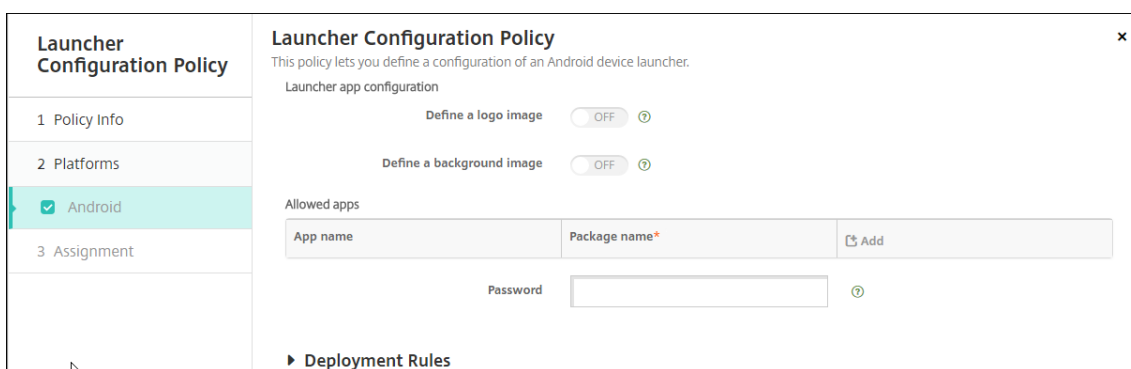 Launcher
Configuration Policy
1 Policy Info
2 Platforms
Android
3 Assignment
Launcher Configuration Policy
This policy lets you define a configuration of an Android device launcher.
Launcher app configuration
Define a logo image OFF ?
Define a background image OFF ?
Allowed apps
App name Package name* Add
Password ?
Deployment Rules